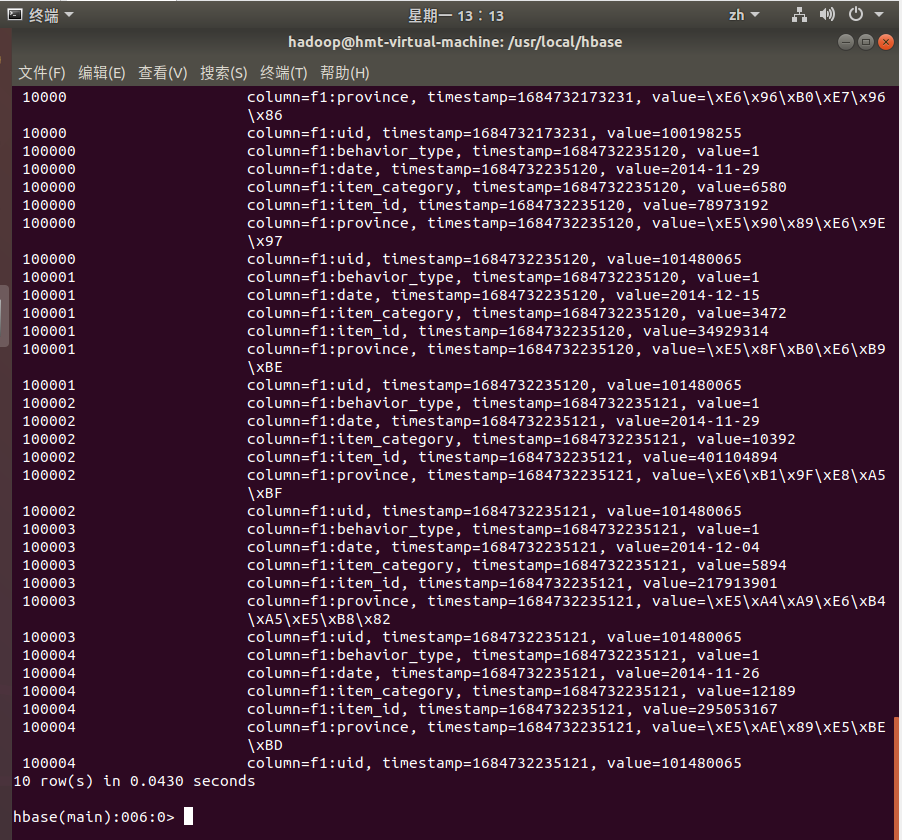 终端
星期一 13：13
zh
hadoop@hmt-virtual-machine: /usr/local/hbase
文件(F) 编辑(E) 查看(V) 搜索(S) 终端(T) 帮助(H)
10000 column=f1:province, timestamp=1684732173231, value=\xE6\x96\xB0\xE7\x96
\x86
10000 column=f1:uid, timestamp=1684732173231, value=100198255
100000 column=f1:behavior_type, timestamp=1684732235120, value=1
100000 column=f1:date, timestamp=1684732235120, value=2014-11-29
100000 column=f1:item_category, timestamp=1684732235120, value=6580
100000 column=f1:item_id, timestamp=1684732235120, value=78973192
100000 column=f1:province, timestamp=1684732235120, value=\xE5\x90\x89\xE6\x9E
\x97
100000 column=f1:uid, timestamp=1684732235120, value=101480065
100001 column=f1:behavior_type, timestamp=1684732235120, value=1
100001 column=f1:date, timestamp=1684732235120, value=2014-12-15
100001 column=f1:item_category, timestamp=1684732235120, value=3472
100001 column=f1:item_id, timestamp=1684732235120, value=34929314
100001 column=f1:province, timestamp=1684732235120, value=\xE5\x8F\xB0\xE6\xB9
\xBE
100001 column=f1:uid, timestamp=1684732235120, value=101480065
100002 column=f1:behavior_type, timestamp=1684732235121, value=1
100002 column=f1:date, timestamp=1684732235121, value=2014-11-29
100002 column=f1:item_category, timestamp=1684732235121, value=10392
100002 column=f1:item_id, timestamp=1684732235121, value=401104894
100002 column=f1:province, timestamp=1684732235121, value=\xE6\xB1\x9F\xE8\xA5
\xBF
100002 column=f1:uid, timestamp=1684732235121, value=101480065
100003 column=f1:behavior_type, timestamp=1684732235121, value=1
100003 column=f1:date, timestamp=1684732235121, value=2014-12-04
100003 column=f1:item_category, timestamp=1684732235121, value=5894
100003 column=f1:item_id, timestamp=1684732235121, value=217913901
100003 column=f1:province, timestamp=1684732235121, value=\xE5\xA4\xA9\xE6\xB4
\xA5\xE5\xB8\x82
100003 column=f1:uid, timestamp=1684732235121, value=101480065
100004 column=f1:behavior_type, timestamp=1684732235121, value=1
100004 column=f1:date, timestamp=1684732235121, value=2014-11-26
100004 column=f1:item_category, timestamp=1684732235121, value=12189
100004 column=f1:item_id, timestamp=1684732235121, value=295053167
100004 column=f1:province, timestamp=1684732235121, value=\xE5\xAE\x89\xE5\xBE
\xBD
100004 column=f1:uid, timestamp=1684732235121, value=101480065
10 row(s) in 0.0430 seconds
hbase(main):006:0>